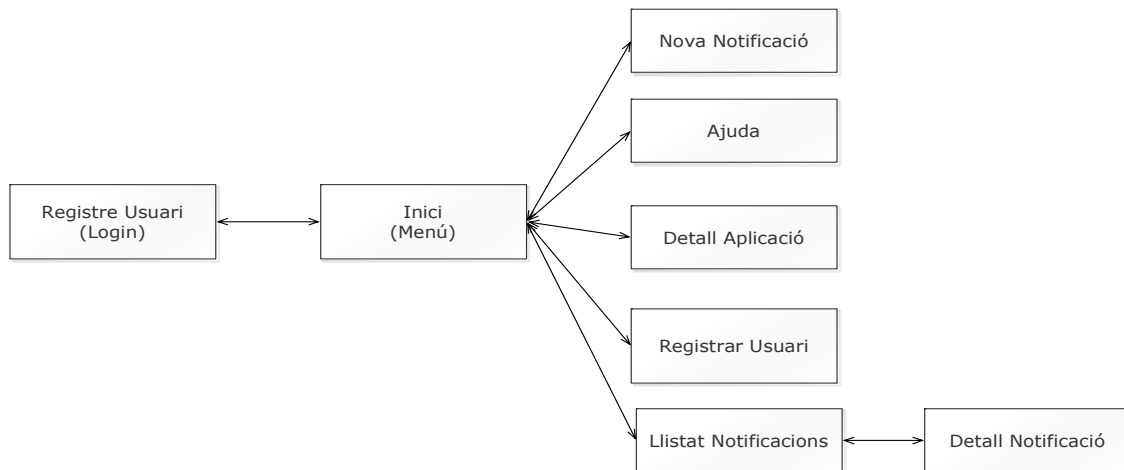 Nova Notificació
Ajuda
Registre Usuari
(Login)
Inici
(Menú)
Detall Aplicació
Registrar Usuari
Llistat Notificacions
Detall Notificació